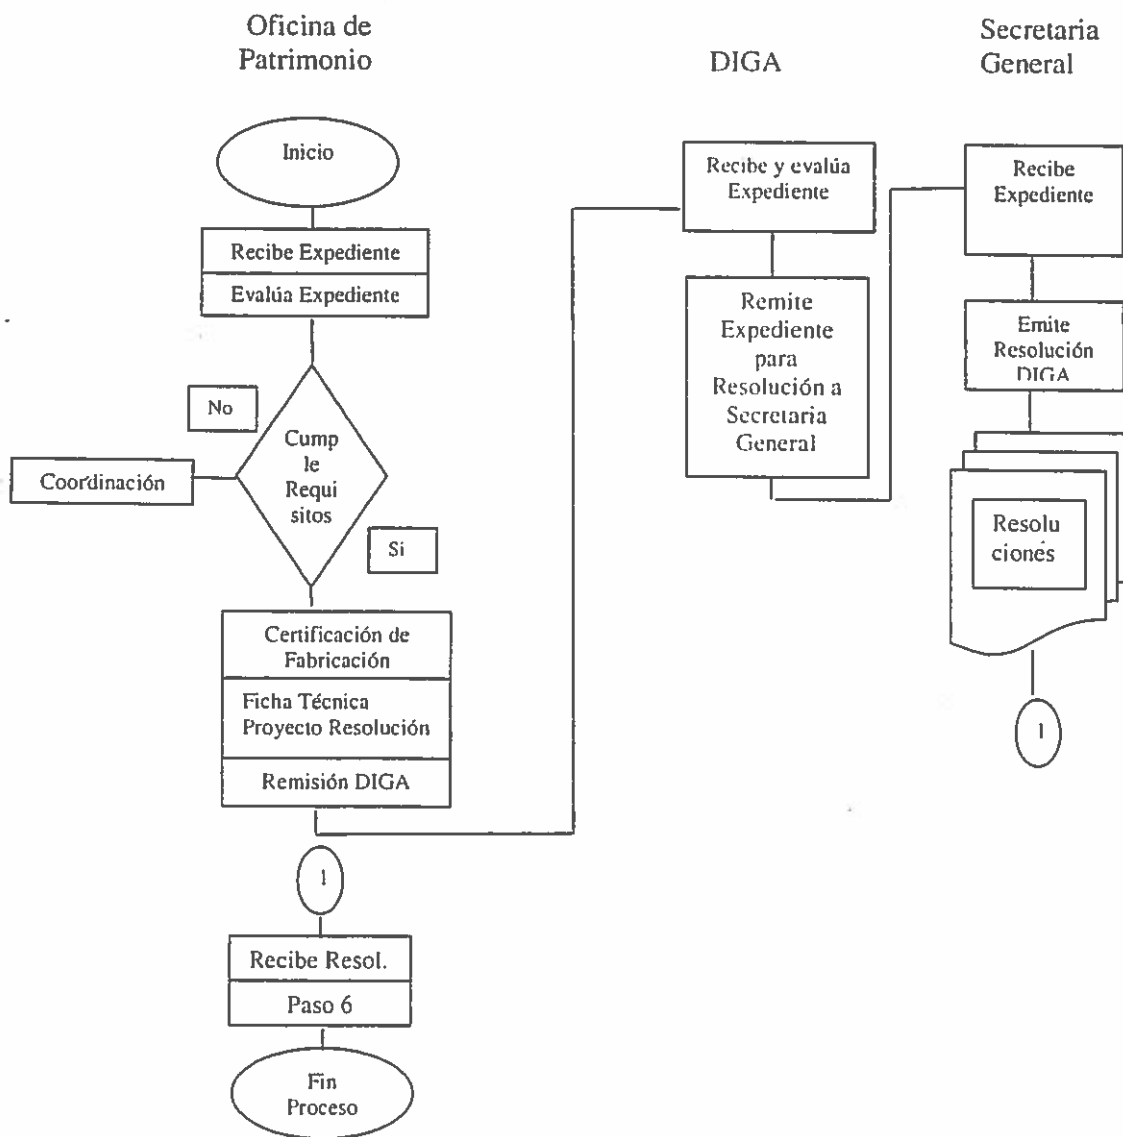 Oficina de
Patrimonio
DIGA
Secretaria
General
Inicio
Recibe Expediente
Evalúa Expediente
No
Cump
le
Requi
sitos
Coordinación
Si
Certificación de
Fabricación
Ficha Técnica
Proyecto Resolución
Remisión DIGA
1
Recibe Resol.
Paso 6
Fin
Proceso
Recibe y evalúa
Expediente
Remite
Expediente
para
Resolución a
Secretaria
General
Recibe
Expediente
Emite
Resolución
DIGA
Resolu
ciones
1